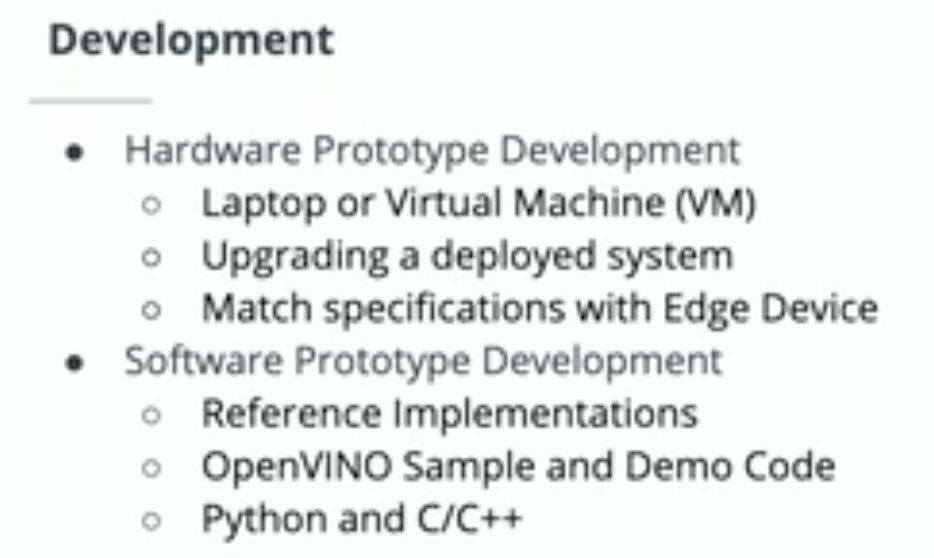 Development
● Hardware Prototype Development
○ Laptop or Virtual Machine (VM)
○ Upgrading a deployed system
○ Match specifications with Edge Device
● Software Prototype Development
○ Reference Implementations
○ OpenVINO Sample and Demo Code
○ Python and C/C++